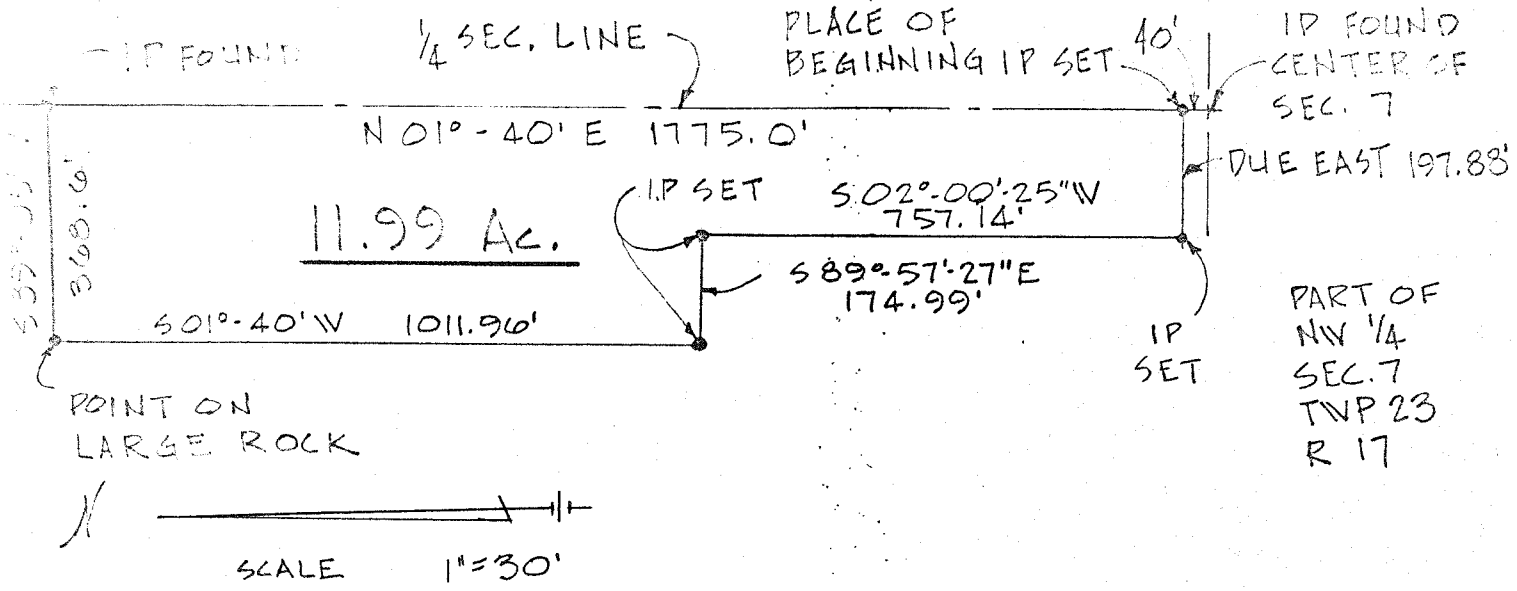 I.P FOUND
1/4 SEC. LINE
PLACE OF
BEGINNING IP SET
40'
IP FOUND
CENTER OF
SEC. 7
N 01°-40' E 1775.0'
DUE EAST 197.88'
I.P SET
S 02°-00'-25" W
757.14'
368.6'
11.99 Ac.
S 89°-57'-27" E
174.99'
S 01°-40' W 1011.96'
IP
SET
PART OF
NW 1/4
SEC. 7
TWP 23
R 17
POINT ON
LARGE ROCK
N
SCALE 1"=30'